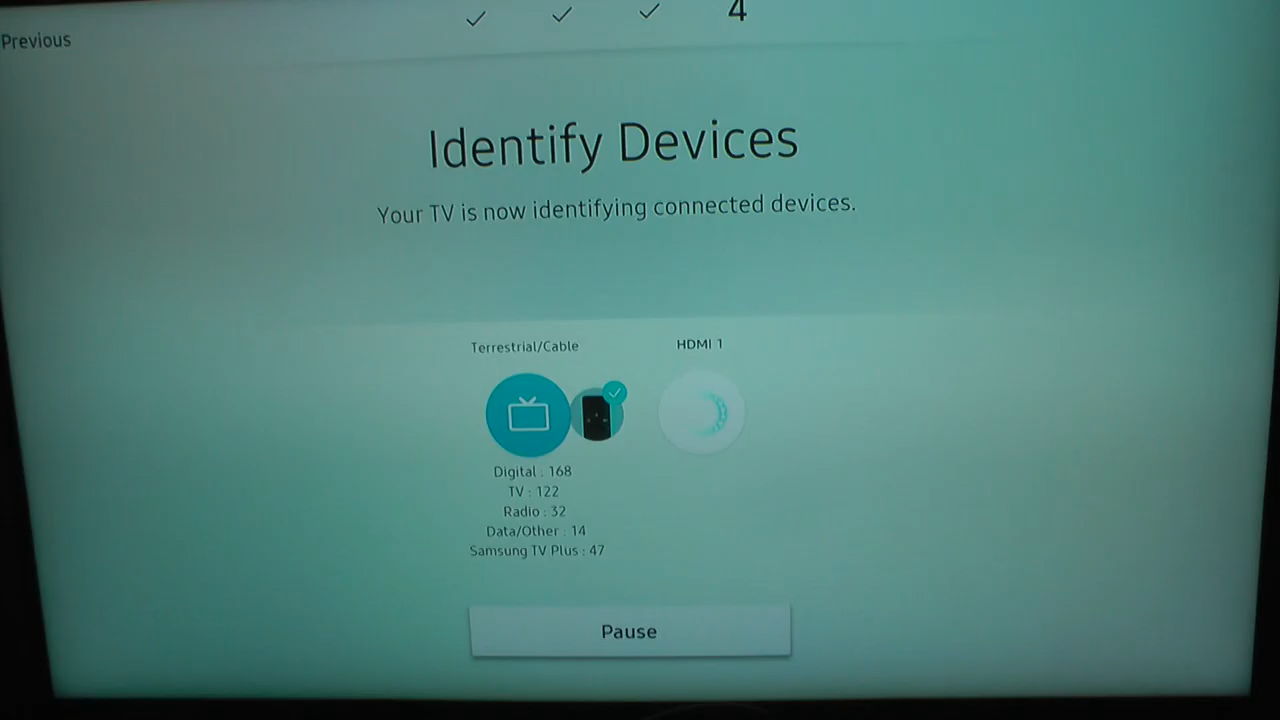 4
Previous
Identify Devices
Your TV is now identifying connected devices.
Terrestrial/Cable
HDMI 1
Digital : 168
TV : 122
Radio : 32
Data/Other : 14
Samsung TV Plus : 47
Pause